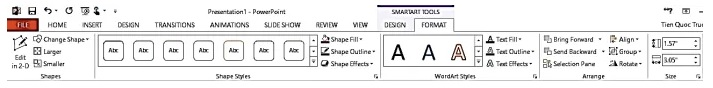 Presentation1 - PowerPoint
SMARTART TOOLS
FILE HOME INSERT DESIGN TRANSITIONS ANIMATIONS SLIDE SHOW REVIEW VIEW DESIGN FORMAT Tien Quoc Truo
Edit in 2-D
Change Shape
Larger
Smaller
Shapes
Abc Abc Abc Abc Abc Abc Abc
Shape Fill
Shape Outline
Shape Effects
Shape Styles
A A A
Text Fill
Text Outline
Text Effects
WordArt Styles
Bring Forward
Send Backward
Selection Pane
Align
Group
Rotate
Arrange
1.57"
3.05"
Size